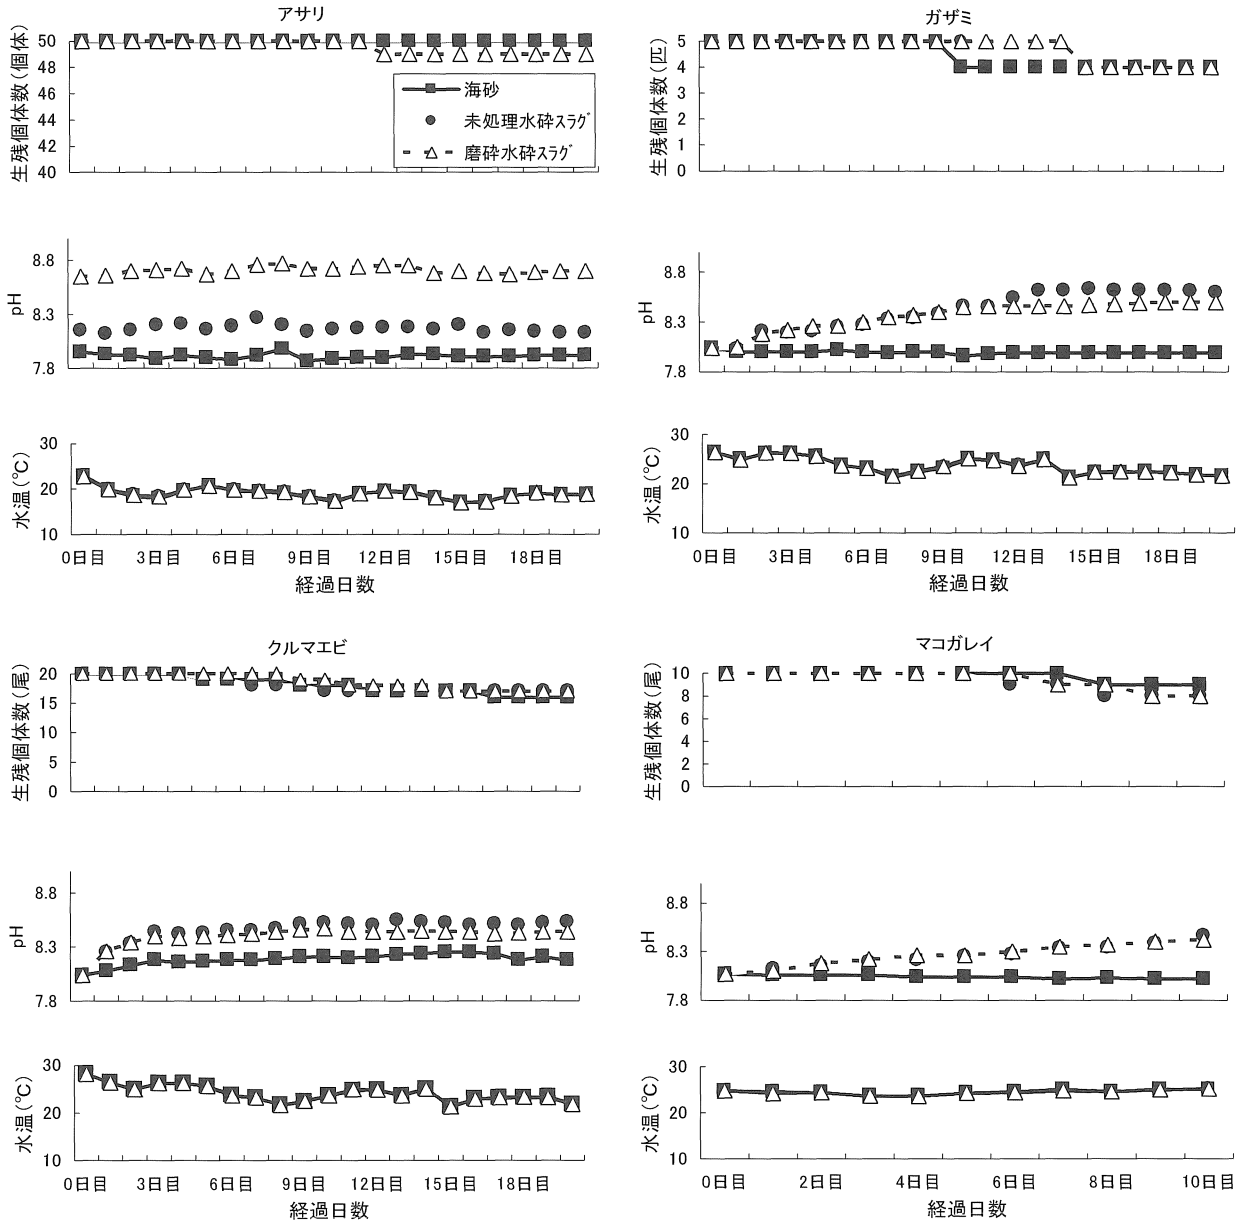 アサリ
生残個体数(個体)
50
48
46
44
42
40
海砂
未処理水砕スラグ
磨砕水砕スラグ
pH
8.8
8.3
7.8
水温(℃)
30
20
10
0日目 3日目 6日目 9日目 12日目 15日目 18日目
経過日数
ガザミ
生残個体数(匹)
5
4
3
2
1
0
pH
8.8
8.3
7.8
水温(℃)
30
20
10
0日目 3日目 6日目 9日目 12日目 15日目 18日目
経過日数
クルマエビ
生残個体数(尾)
20
15
10
5
0
pH
8.8
8.3
7.8
水温(℃)
30
20
10
0日目 3日目 6日目 9日目 12日目 15日目 18日目
経過日数
マコガレイ
生残個体数(尾)
10
8
6
4
2
0
pH
8.8
8.3
7.8
水温(℃)
30
20
10
0日目 2日目 4日目 6日目 8日目 10日目
経過日数